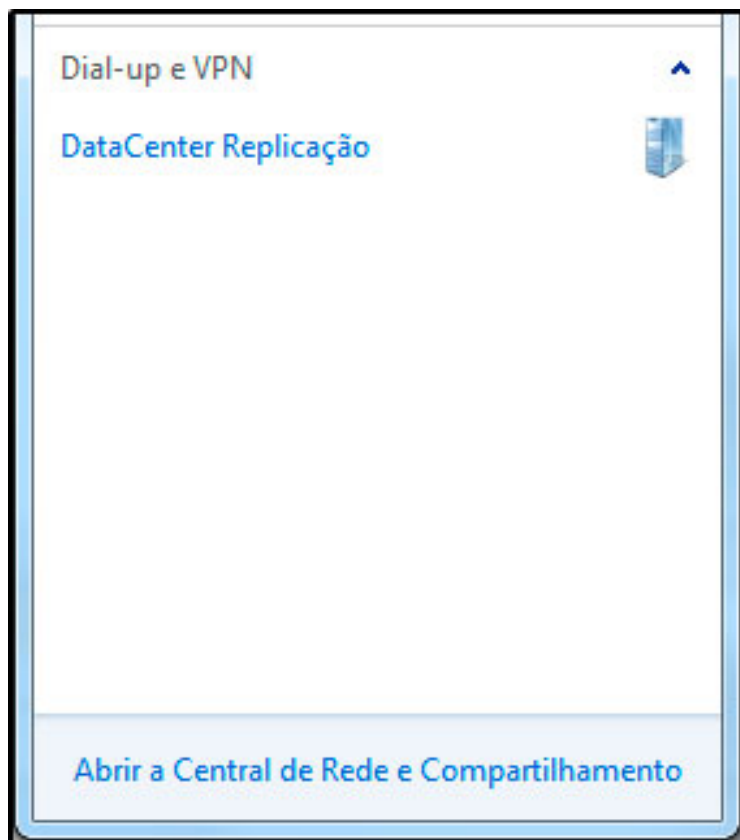 Dial-up e VPN
DataCenter Replicação
Abrir a Central de Rede e Compartilhamento